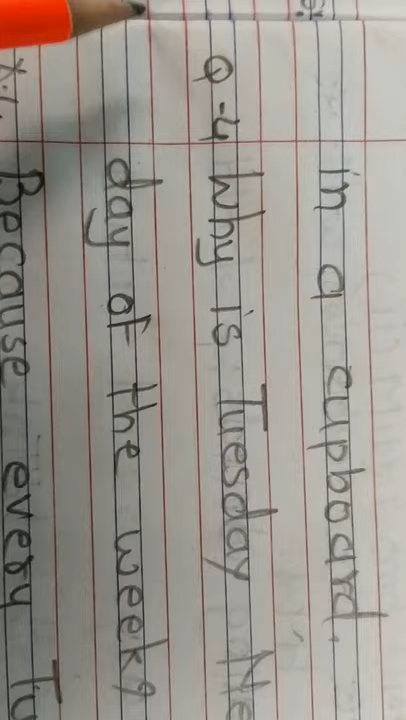 in a cupboard.
Q-4 Why is Tuesday
day of the week?
Because every